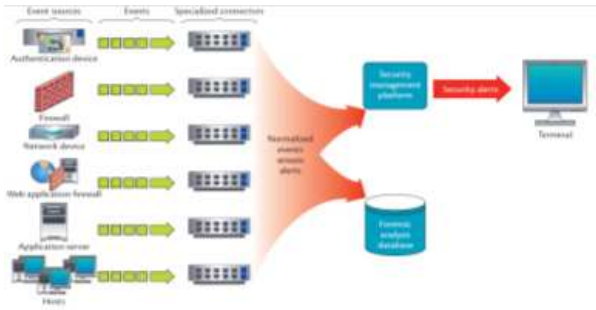 Event sources
Events
Specialized connectors
Authentication device
Firewall
Network device
Web application firewall
Application server
Hosts
Normalized
events
ensure
alerts
Security
management
platform
Security alerts
Terminal
Forensic
analysis
database